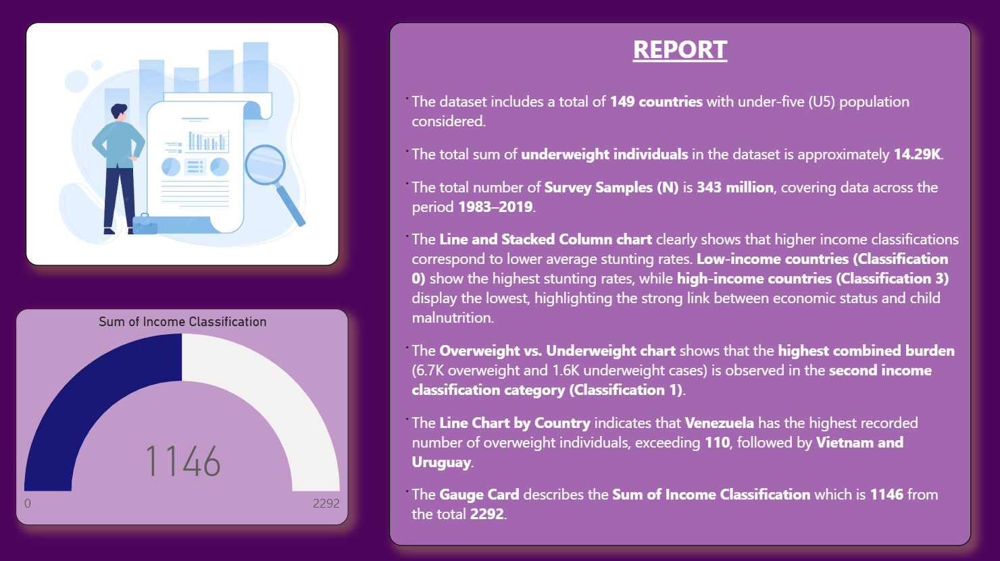 REPORT
· The dataset includes a total of 149 countries with under-five (U5) population
considered.
· The total sum of underweight individuals in the dataset is approximately 14.29K.
· The total number of Survey Samples (N) is 343 million, covering data across the
period 1983–2019.
· The Line and Stacked Column chart clearly shows that higher income classifications
correspond to lower average stunting rates. Low-income countries (Classification
0) show the highest stunting rates, while high-income countries (Classification 3)
display the lowest, highlighting the strong link between economic status and child
malnutrition.
· The Overweight vs. Underweight chart shows that the highest combined burden
(6.7K overweight and 1.6K underweight cases) is observed in the second income
classification category (Classification 1).
· The Line Chart by Country indicates that Venezuela has the highest recorded
number of overweight individuals, exceeding 110, followed by Vietnam and
Uruguay.
· The Gauge Card describes the Sum of Income Classification which is 1146 from
the total 2292.
Sum of Income Classification
1146
0
2292